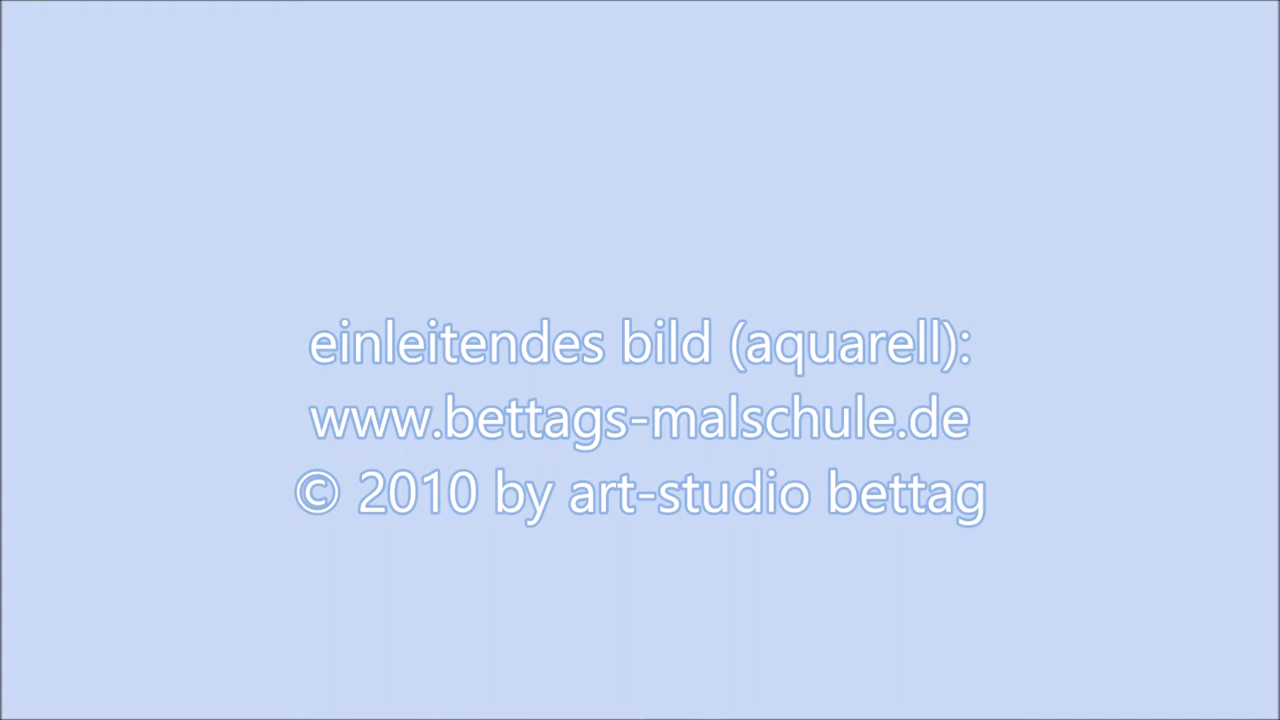 einleitendes bild (aquarell):
www.bettags-malschule.de
© 2010 by art-studio bettag